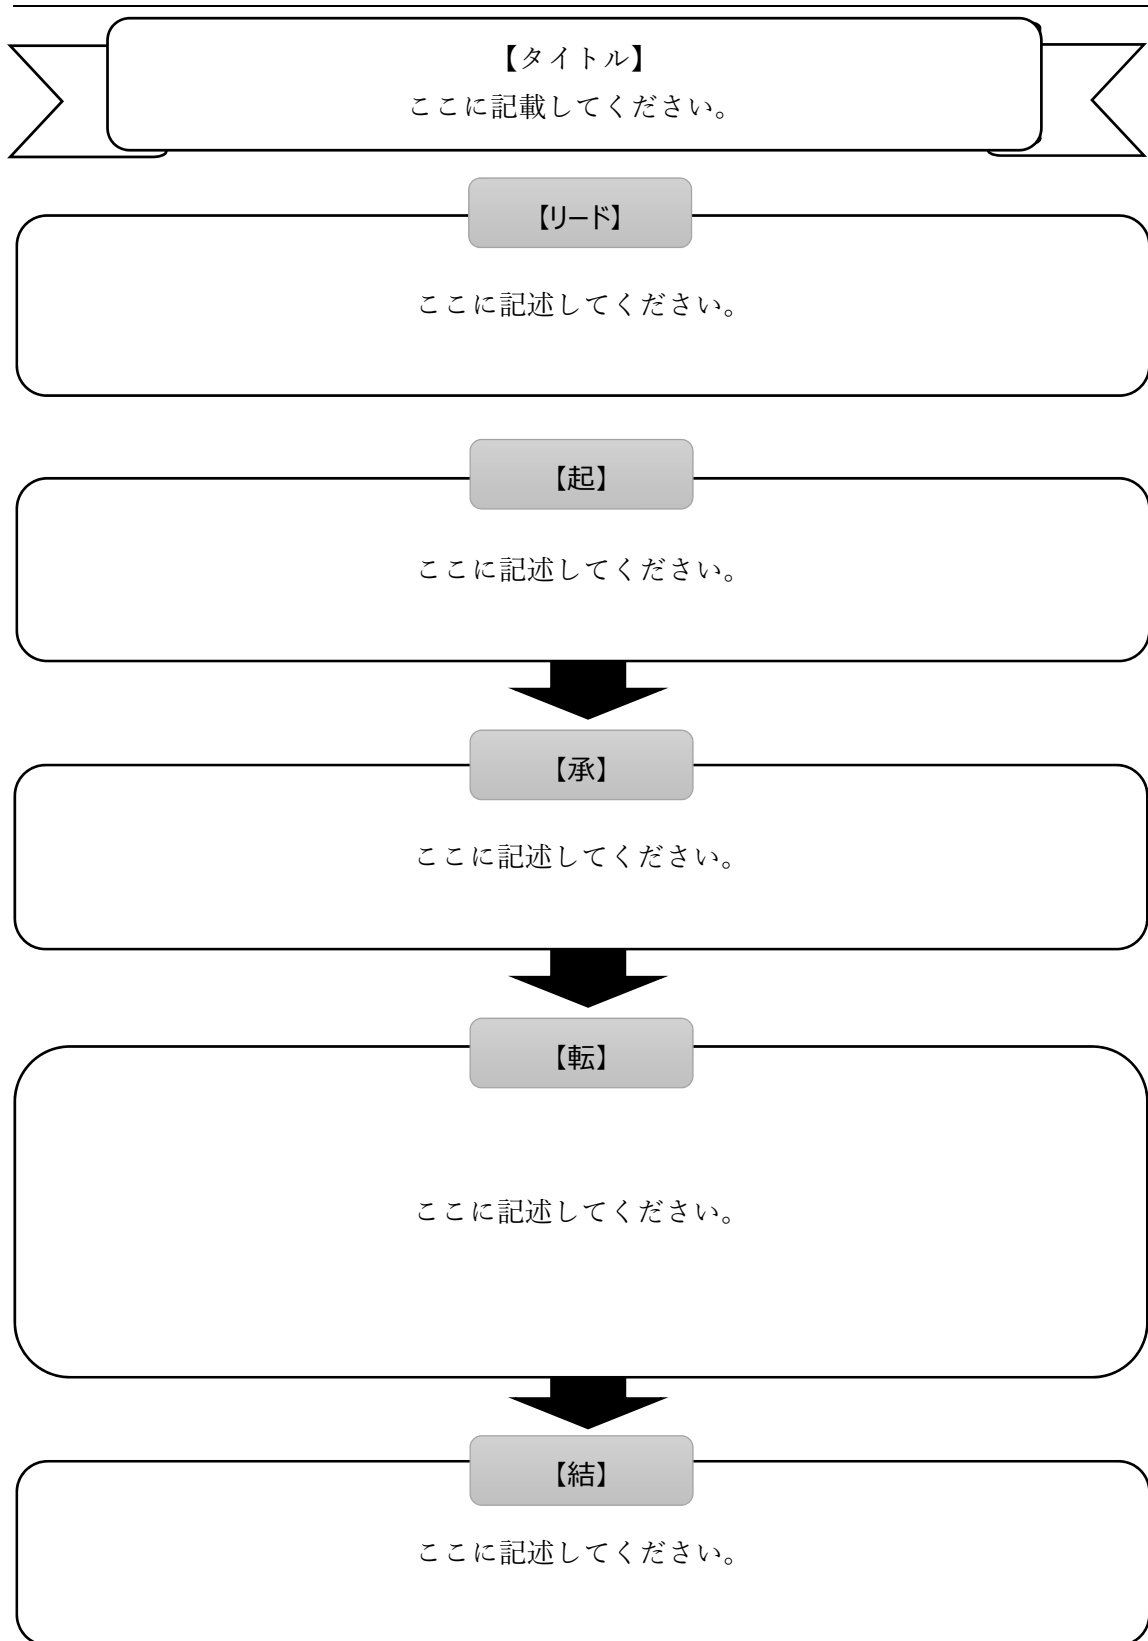 【タイトル】
ここに記載してください。
【リード】
ここに記述してください。
【起】
ここに記述してください。
【承】
ここに記述してください。
【転】
ここに記述してください。
【結】
ここに記述してください。